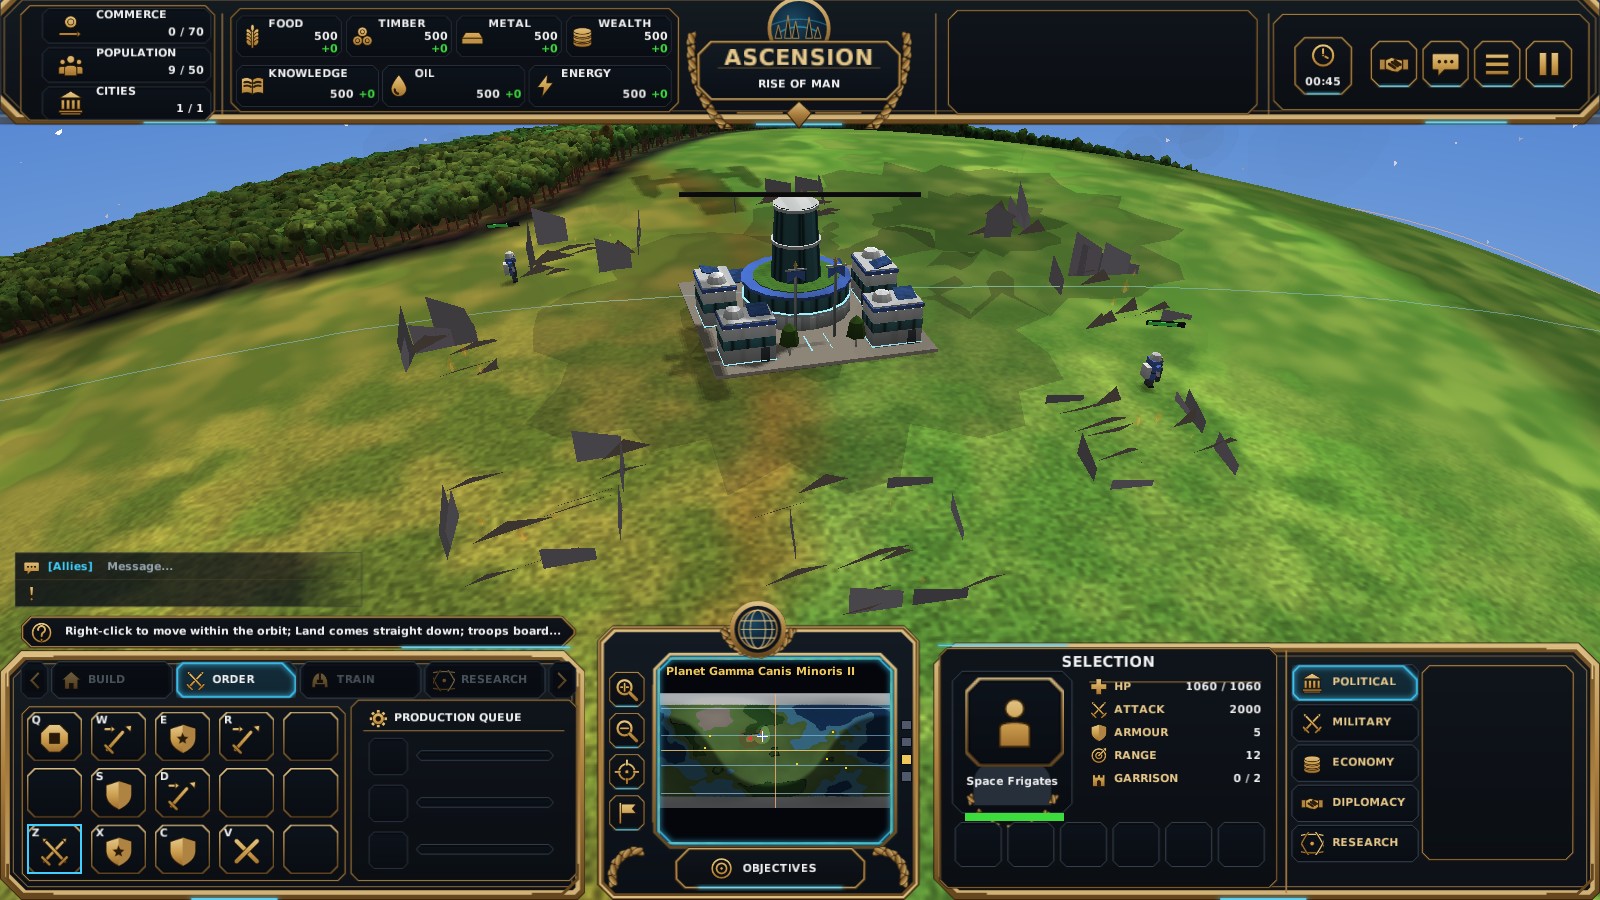 COMMERCE
0 / 70
POPULATION
9 / 50
CITIES
1 / 1
FOOD
500
+0
TIMBER
500
+0
METAL
500
+0
WEALTH
500
+0
KNOWLEDGE
500 +0
OIL
500 +0
ENERGY
500 +0
ASCENSION
RISE OF MAN
00:45
[Allies] Message...
!
Right-click to move within the orbit; Land comes straight down; troops board...
BUILD
ORDER
TRAIN
RESEARCH
Q
W
E
R
S
D
Z
X
C
V
PRODUCTION QUEUE
Planet Gamma Canis Minoris II
OBJECTIVES
SELECTION
Space Frigates
HP 1060 / 1060
ATTACK 2000
ARMOUR 5
RANGE 12
GARRISON 0 / 2
POLITICAL
MILITARY
ECONOMY
DIPLOMACY
RESEARCH